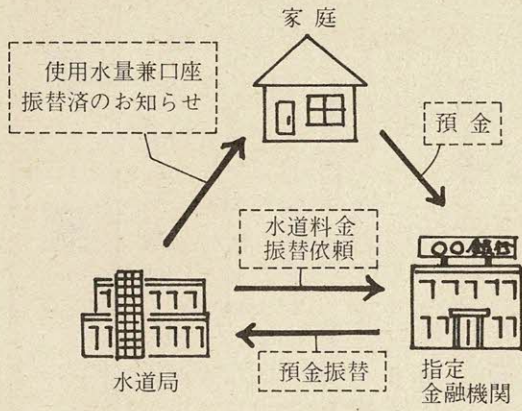 家庭
使用水量兼口座
振替済のお知らせ
預金
水道料金
振替依頼
○○銀行
預金振替
水道局
指定
金融機関